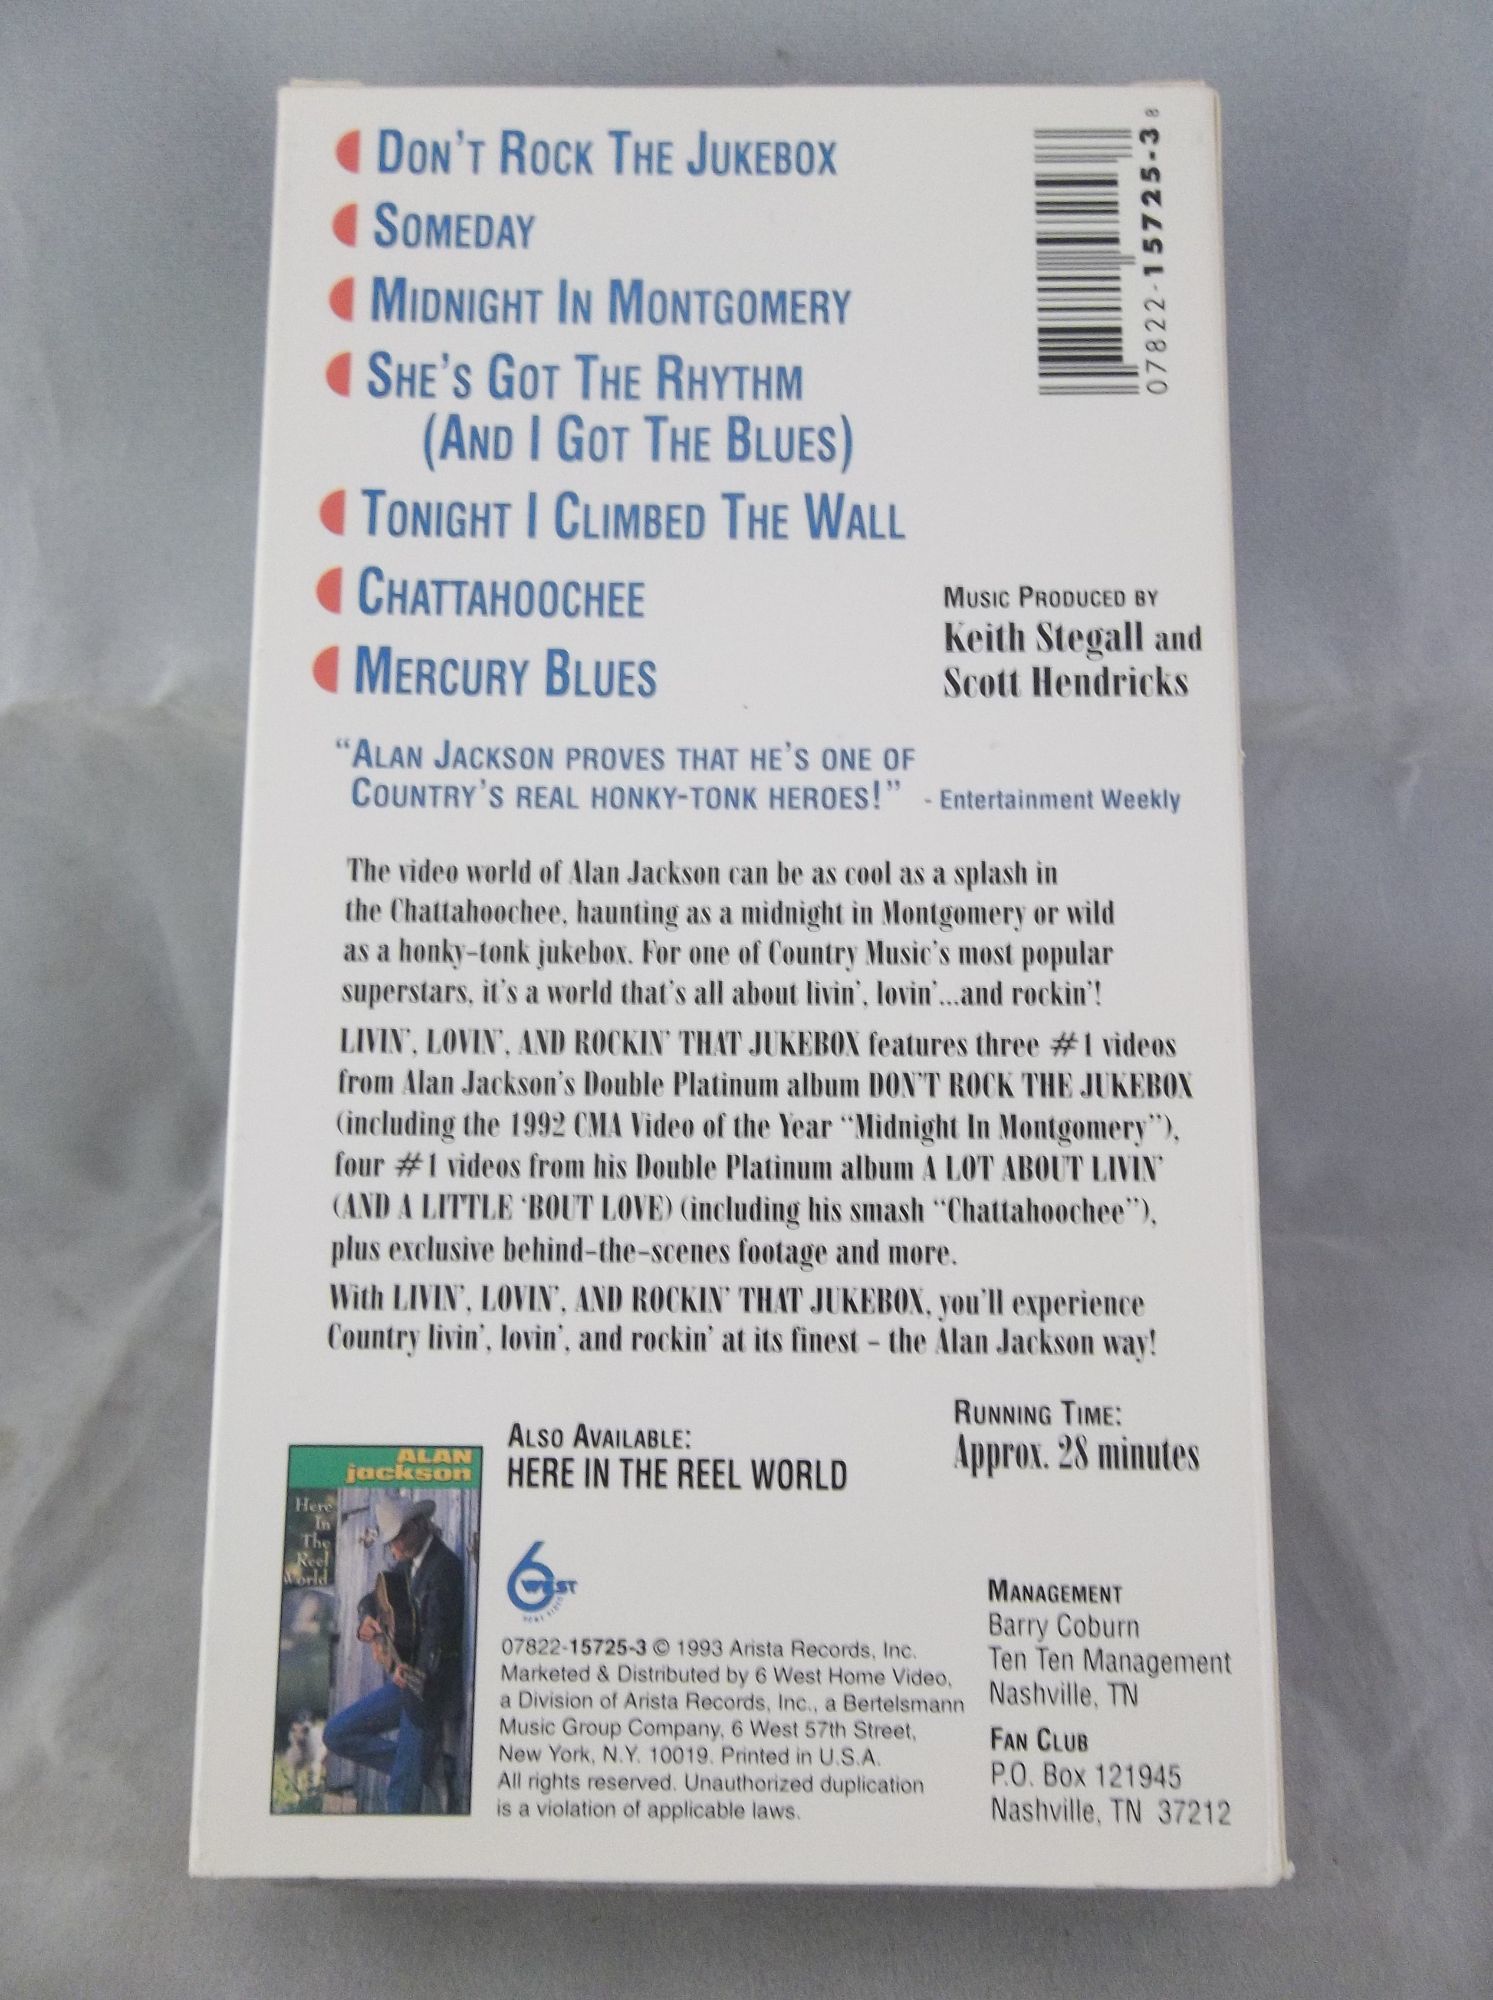 DON'T ROCK THE JUKEBOX
SOMEDAY
MIDNIGHT IN MONTGOMERY
SHE'S GOT THE RHYTHM
(AND I GOT THE BLUES)
TONIGHT I CLIMBED THE WALL
CHATTAHOOCHEE
MERCURY BLUES
07822-15725-3 8
MUSIC PRODUCED BY
Keith Stegall and
Scott Hendricks
"ALAN JACKSON PROVES THAT HE'S ONE OF
COUNTRY'S REAL HONKY-TONK HEROES!" - Entertainment Weekly
The video world of Alan Jackson can be as cool as a splash in
the Chattahoochee, haunting as a midnight in Montgomery or wild
as a honky-tonk jukebox. For one of Country Music's most popular
superstars, it's a world that's all about livin', lovin'...and rockin'!
LIVIN', LOVIN', AND ROCKIN' THAT JUKEBOX features three #1 videos
from Alan Jackson's Double Platinum album DON'T ROCK THE JUKEBOX
(including the 1992 CMA Video of the Year "Midnight In Montgomery"),
four #1 videos from his Double Platinum album A LOT ABOUT LIVIN'
(AND A LITTLE 'BOUT LOVE) (including his smash "Chattahoochee"),
plus exclusive behind-the-scenes footage and more.
With LIVIN', LOVIN', AND ROCKIN' THAT JUKEBOX, you'll experience
Country livin', lovin', and rockin' at its finest - the Alan Jackson way!
RUNNING TIME:
Approx. 28 minutes
ALSO AVAILABLE:
HERE IN THE REEL WORLD
ALAN
jackson
Here
In
The
Reel
World
6 WEST
HOME VIDEO
07822-15725-3 © 1993 Arista Records, Inc.
Marketed & Distributed by 6 West Home Video,
a Division of Arista Records, Inc., a Bertelsmann
Music Group Company, 6 West 57th Street,
New York, N.Y. 10019. Printed in U.S.A.
All rights reserved. Unauthorized duplication
is a violation of applicable laws.
MANAGEMENT
Barry Coburn
Ten Ten Management
Nashville, TN
FAN CLUB
P.O. Box 121945
Nashville, TN 37212